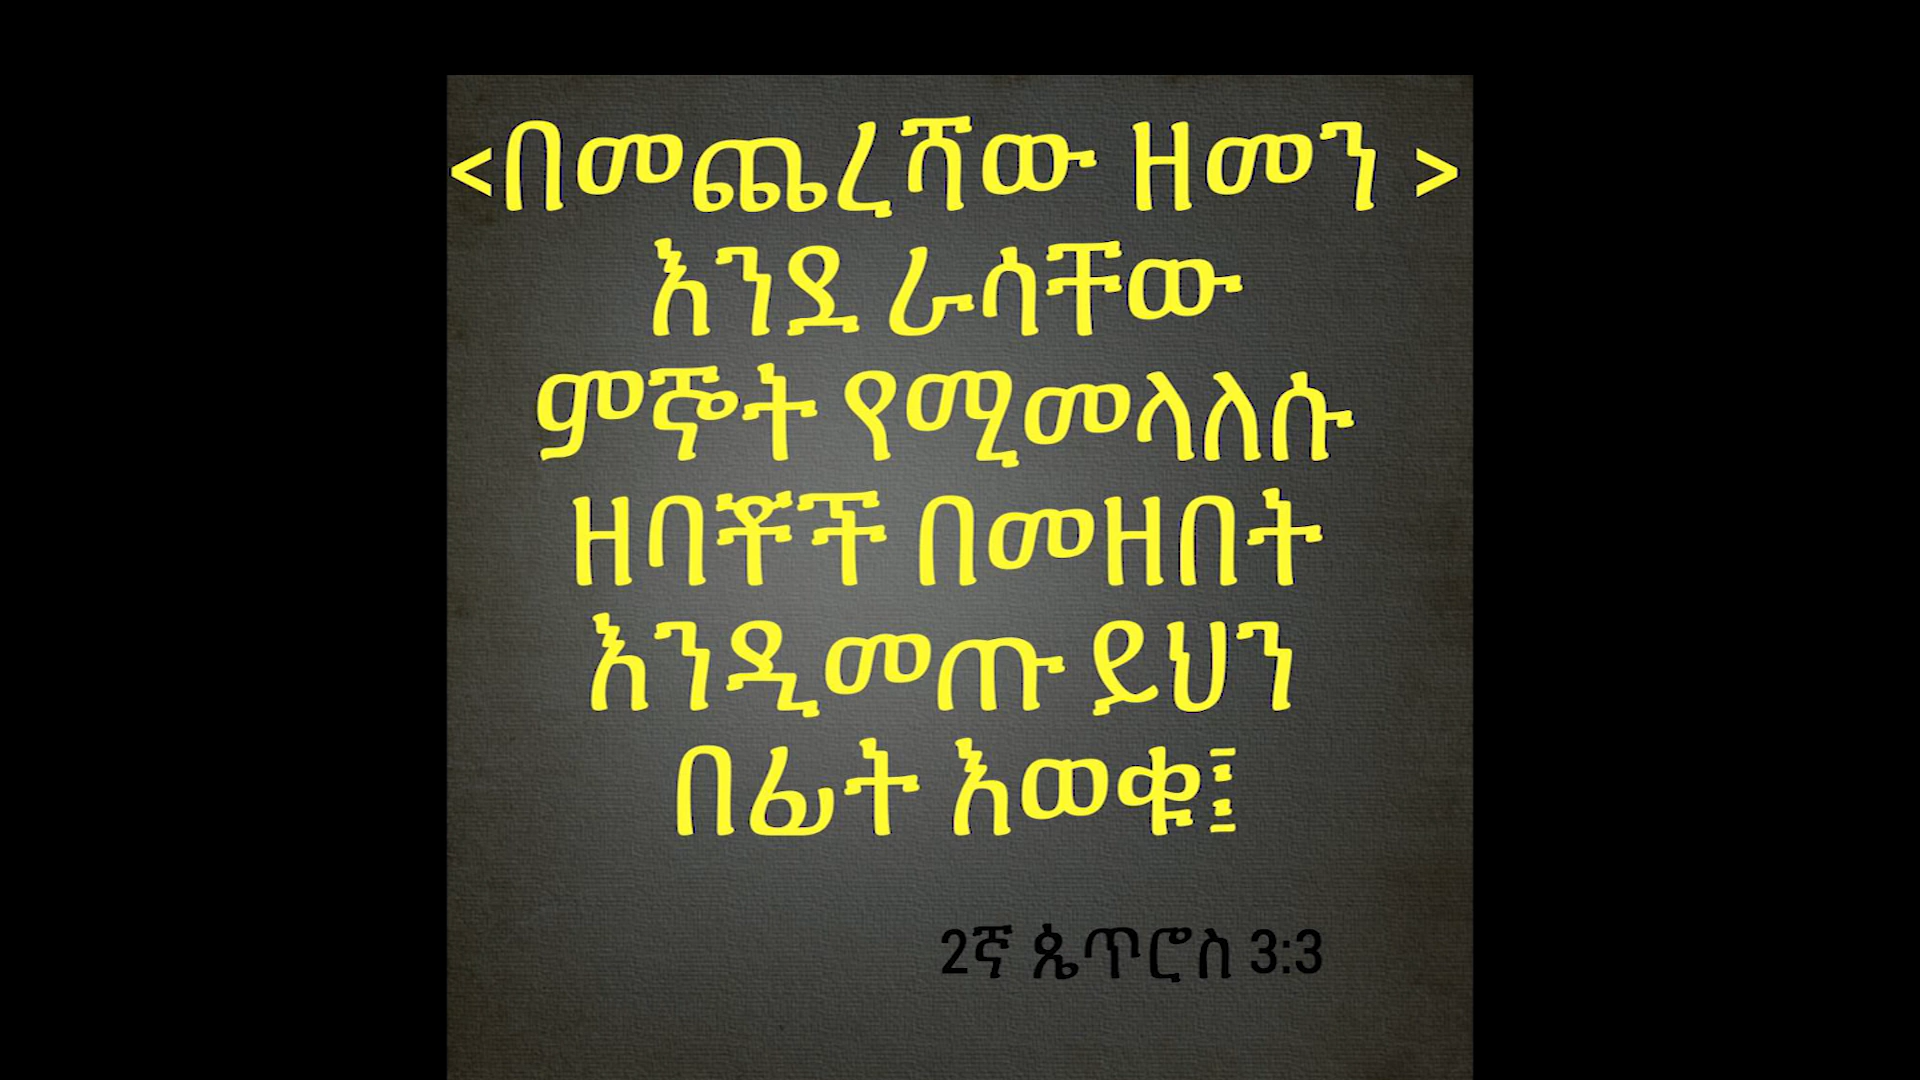 <በመጨረሻው ዘመን >
እንደ ራሳቸው
ምኞት የሚመላለሱ
ዘባቾች በመዘበት
እንዲመጡ ይህን
በፊት እወቁ፤
2ኛ ጴጥሮስ 3:3